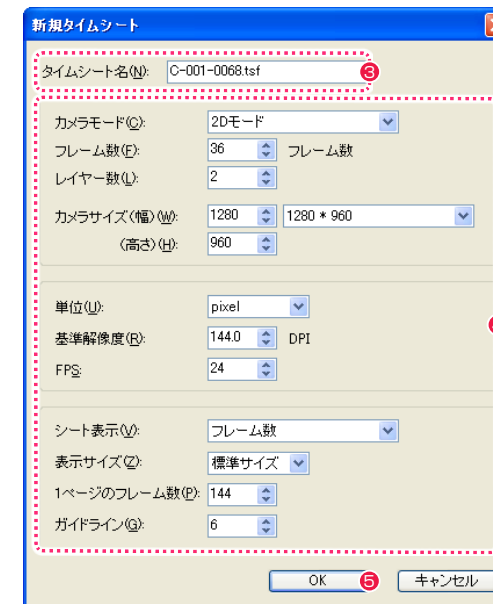 新規タイムシート
タイムシート名(N): C-001-0068.tsf ❸
カメラモード(C): 2Dモード
フレーム数(F): 36 フレーム数
レイヤー数(L): 2
カメラサイズ(幅)(W): 1280 1280 * 960
(高さ)(H): 960
単位(U): pixel
基準解像度(R): 144.0 DPI
FPS: 24
シート表示(V): フレーム数
表示サイズ(Z): 標準サイズ
1ページのフレーム数(P): 144
ガイドライン(G): 6
OK ❺ キャンセル